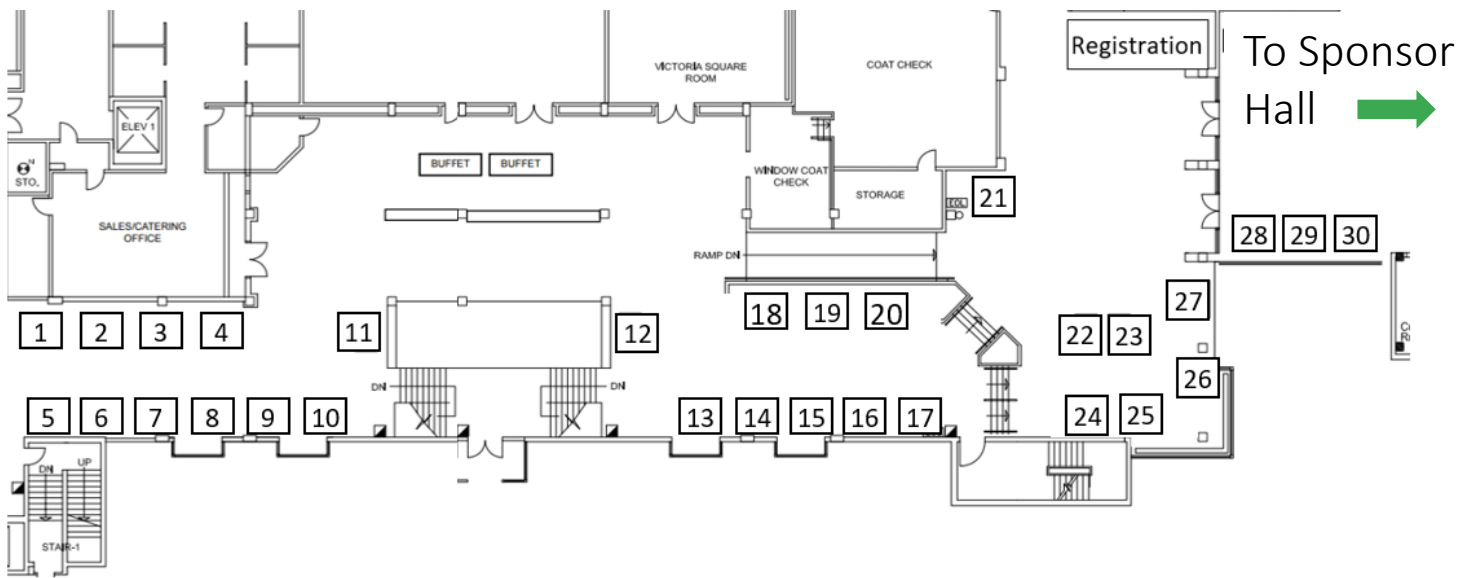 Registration
To Sponsor
Hall
VICTORIA SQUARE
ROOM
COAT CHECK
ELEV 1
N
STO.
BUFFET
BUFFET
WINDOW COAT
CHECK
STORAGE
EOL
21
SALES/CATERING
OFFICE
RAMP DN
28 29 30
1 2 3 4
11
12
18 19 20
22 23
27
26
DN
DN
5 6 7 8 9 10
13 14 15 16 17
24 25
DN
UP
STAIR-1